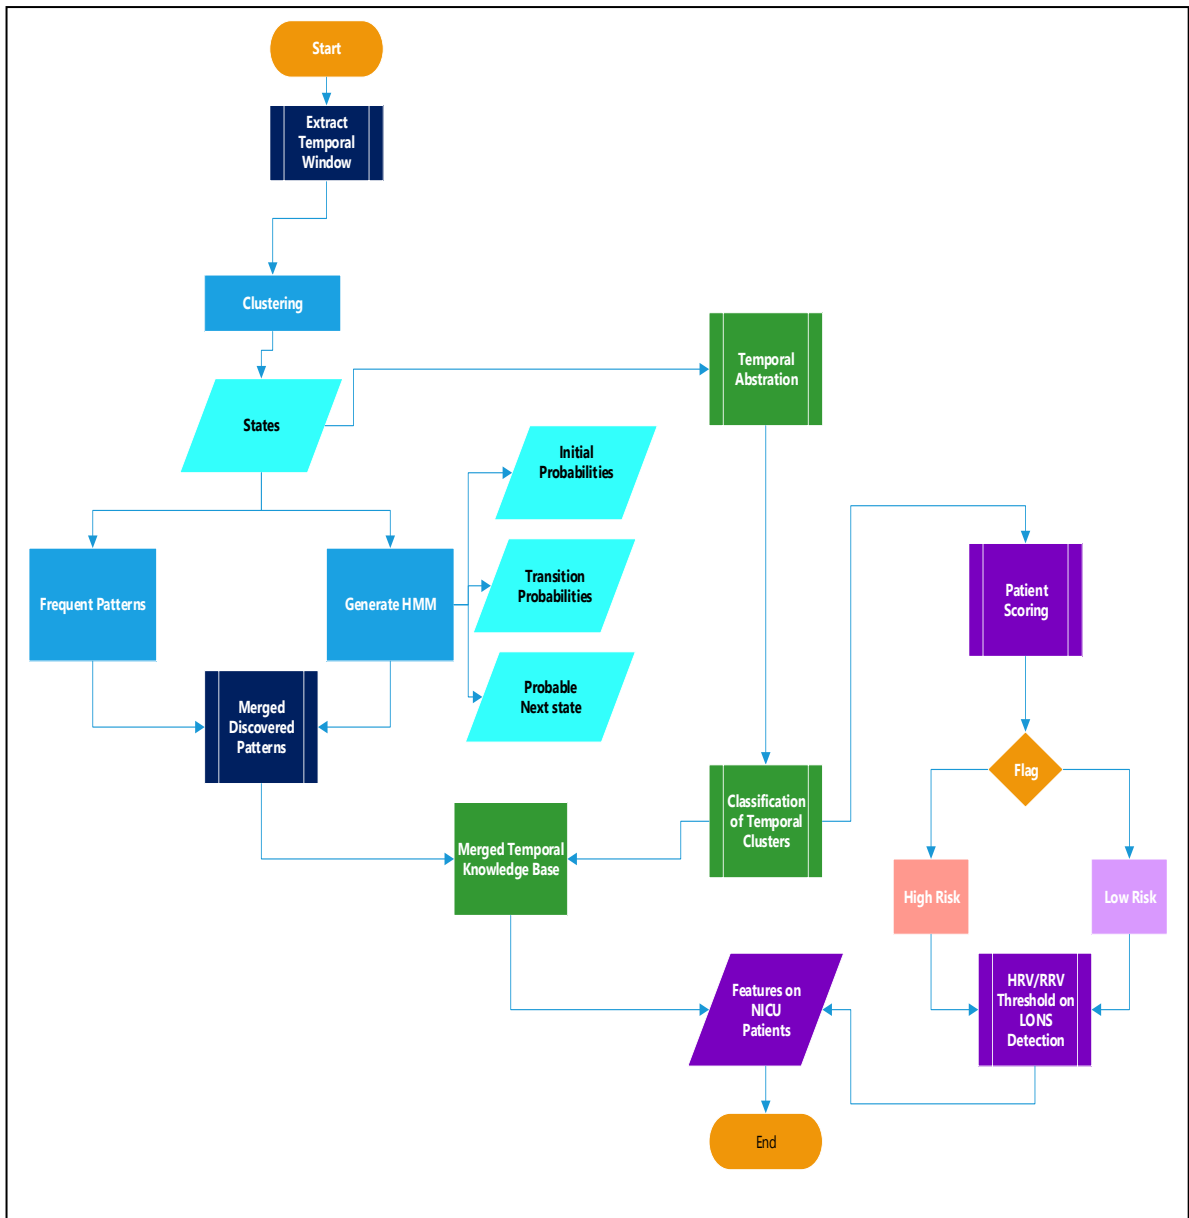 Start
Extract
Temporal
Window
Clustering
States
Temporal
Abstration
Initial
Probabilities
Transition
Probabilities
Probable
Next state
Frequent Patterns
Generate HMM
Merged
Discovered
Patterns
Patient
Scoring
Flag
Classification
of Temporal
Clusters
Merged Temporal
Knowledge Base
High Risk
Low Risk
HRV/RRV
Threshold on
LONS
Detection
Features on
NICU
Patients
End